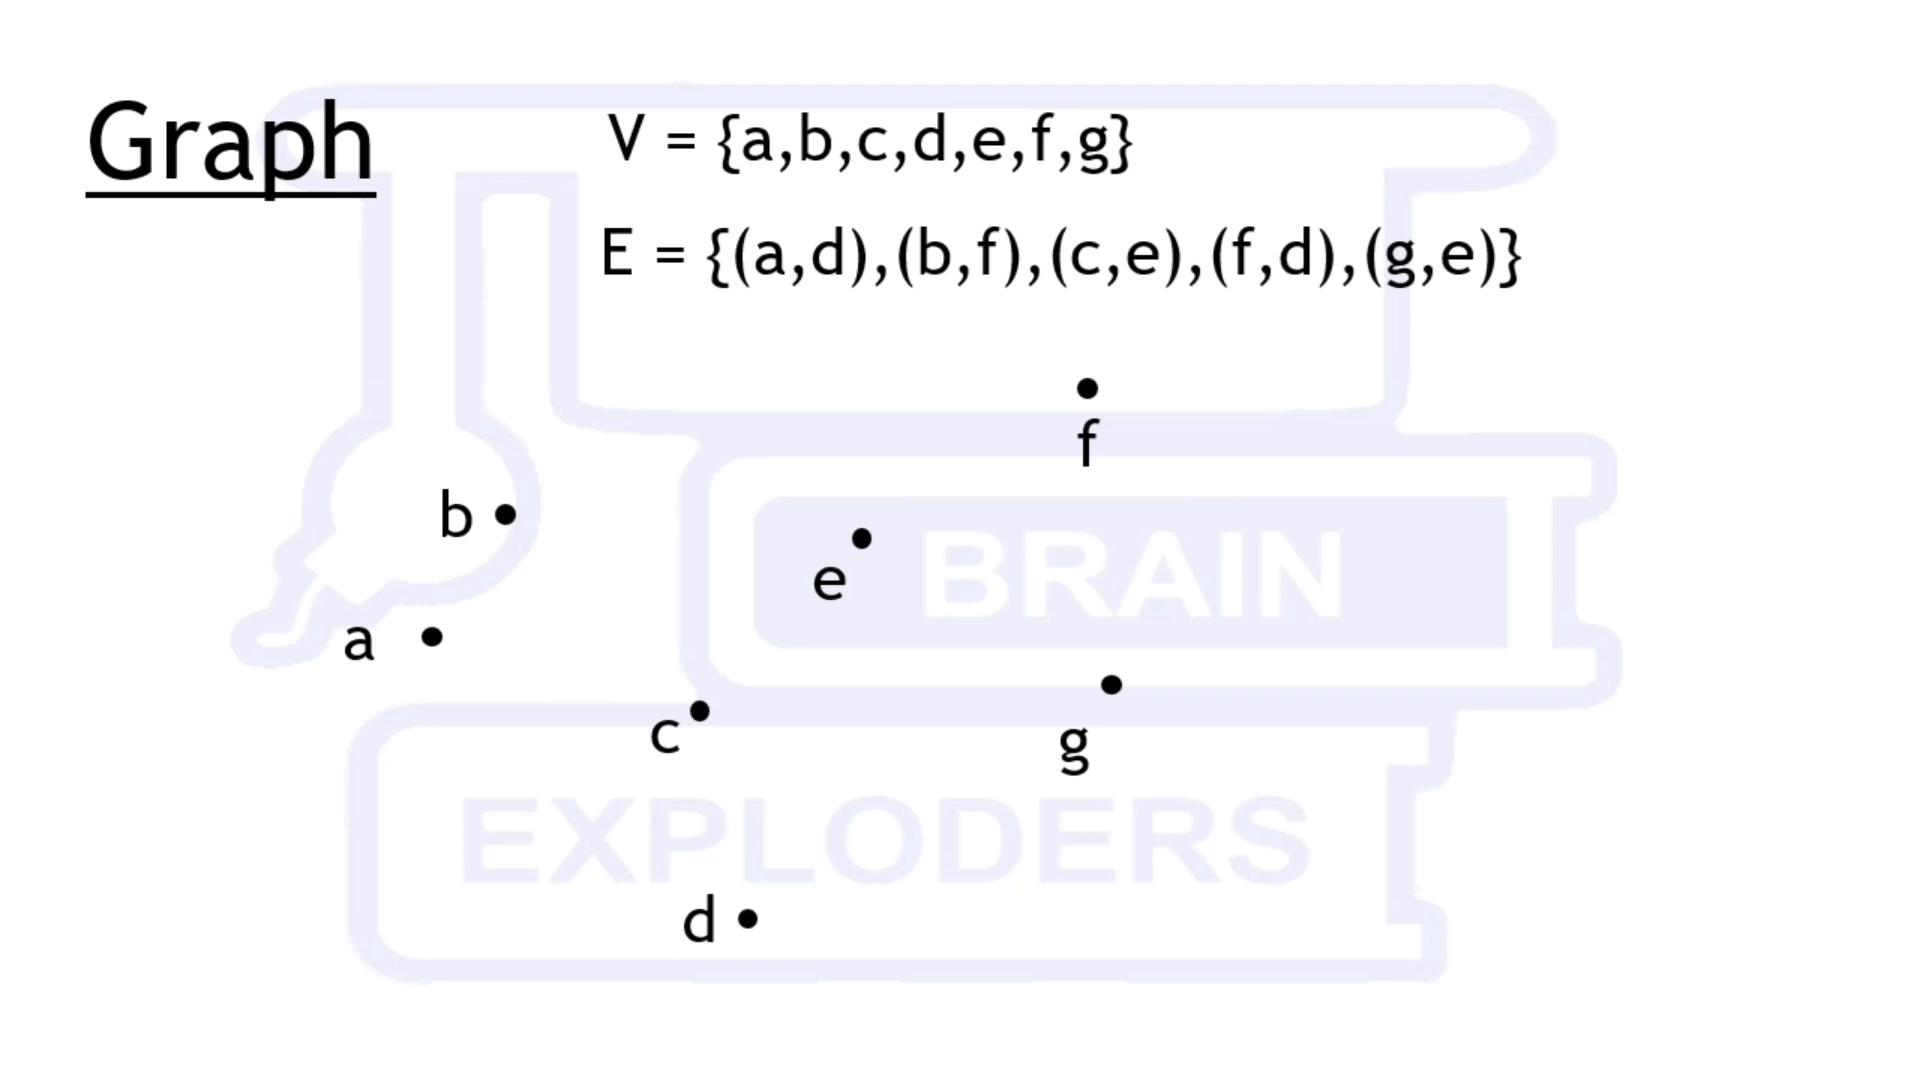 Graph
V = {a,b,c,d,e,f,g}
E = {(a,d),(b,f),(c,e),(f,d),(g,e)}
f
b
e
BRAIN
a
c
g
EXPLODERS
d